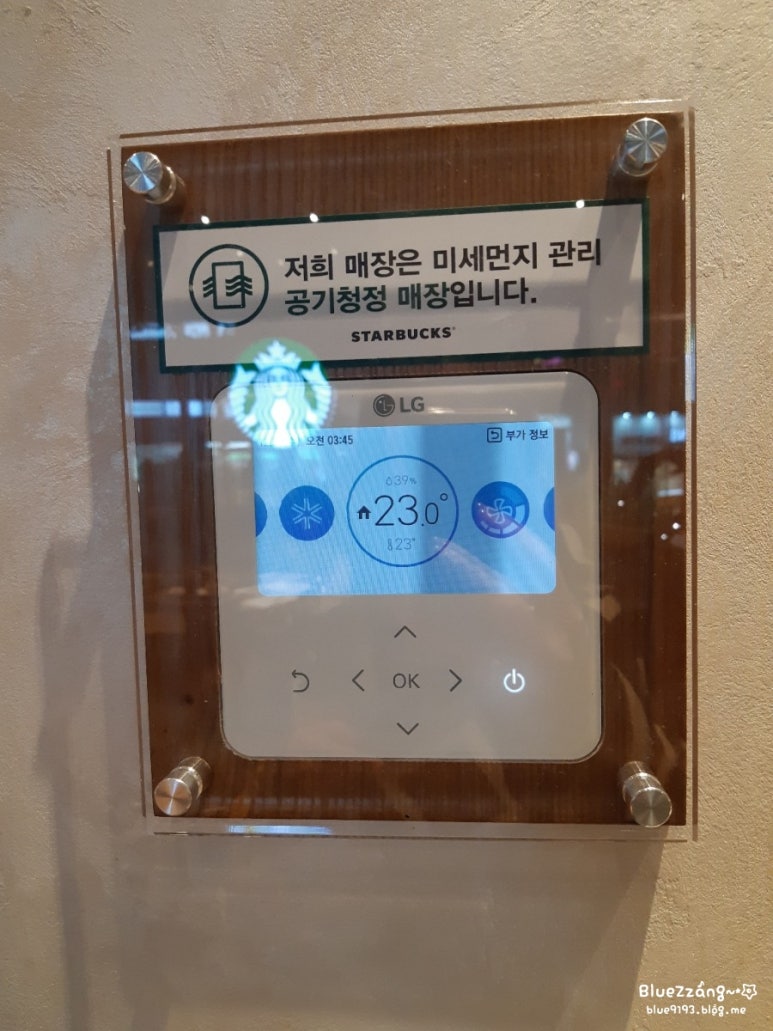 저희 매장은 미세먼지 관리
공기청정 매장입니다.
STARBUCKS
LG
오전 03:45
부가 정보
39%
23.0°
23°
OK
Bluezzáng~•
blue9193.blog.me